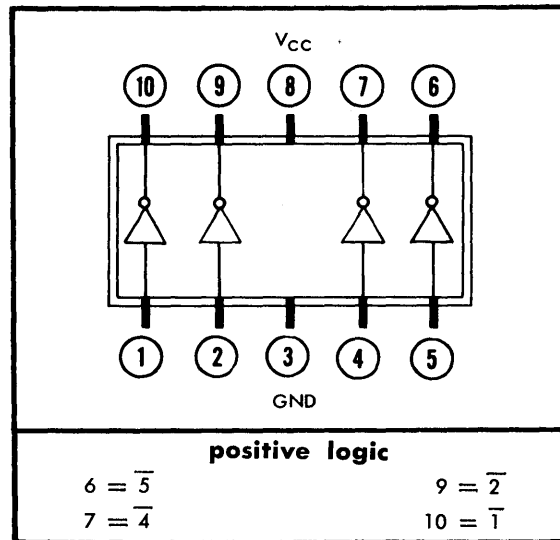 VCC
10 9 8 7 6
1 2 3 4 5
GND
positive logic
6 = 5̅ 9 = 2̅
7 = 4̅ 10 = 1̅